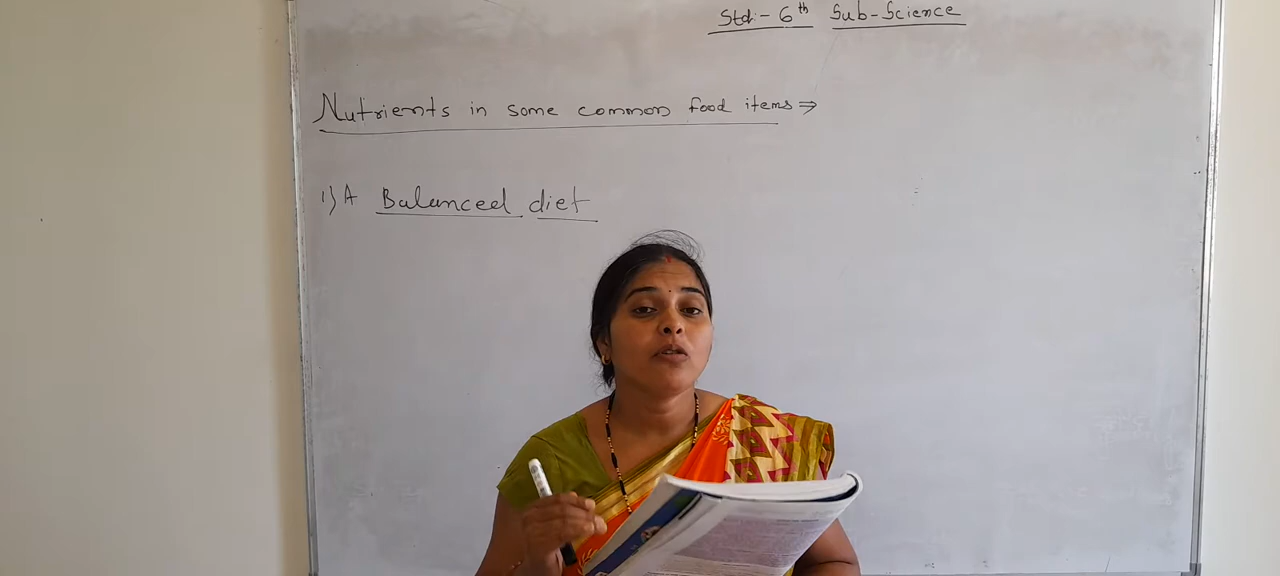 Std:- 6th Sub-Science
Nutrients in some common food items ⇒
1) A Balanced diet